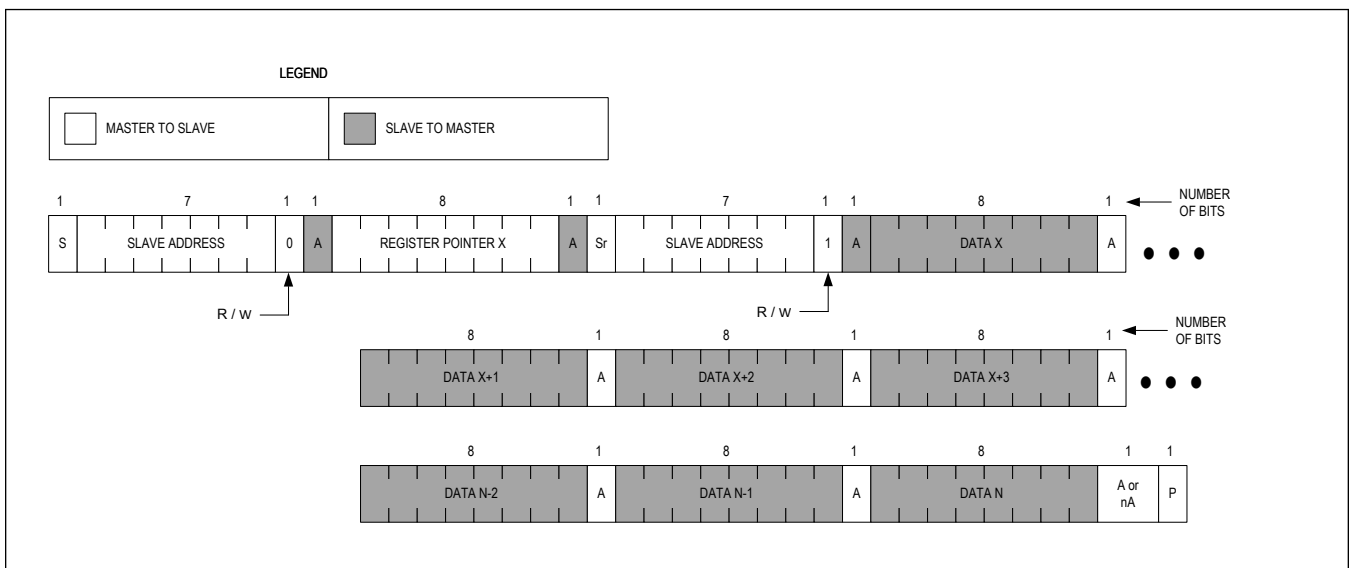 LEGEND
MASTER TO SLAVE SLAVE TO MASTER
1 7 1 1 8 1 1 7 1 1 8 1 NUMBER
OF BITS
S SLAVE ADDRESS 0 A REGISTER POINTER X A Sr SLAVE ADDRESS 1 A DATA X A
R / W R / W
8 1 8 1 8 1 NUMBER
OF BITS
DATA X+1 A DATA X+2 A DATA X+3 A
8 1 8 1 8 1 1
DATA N-2 A DATA N-1 A DATA N A or
nA P